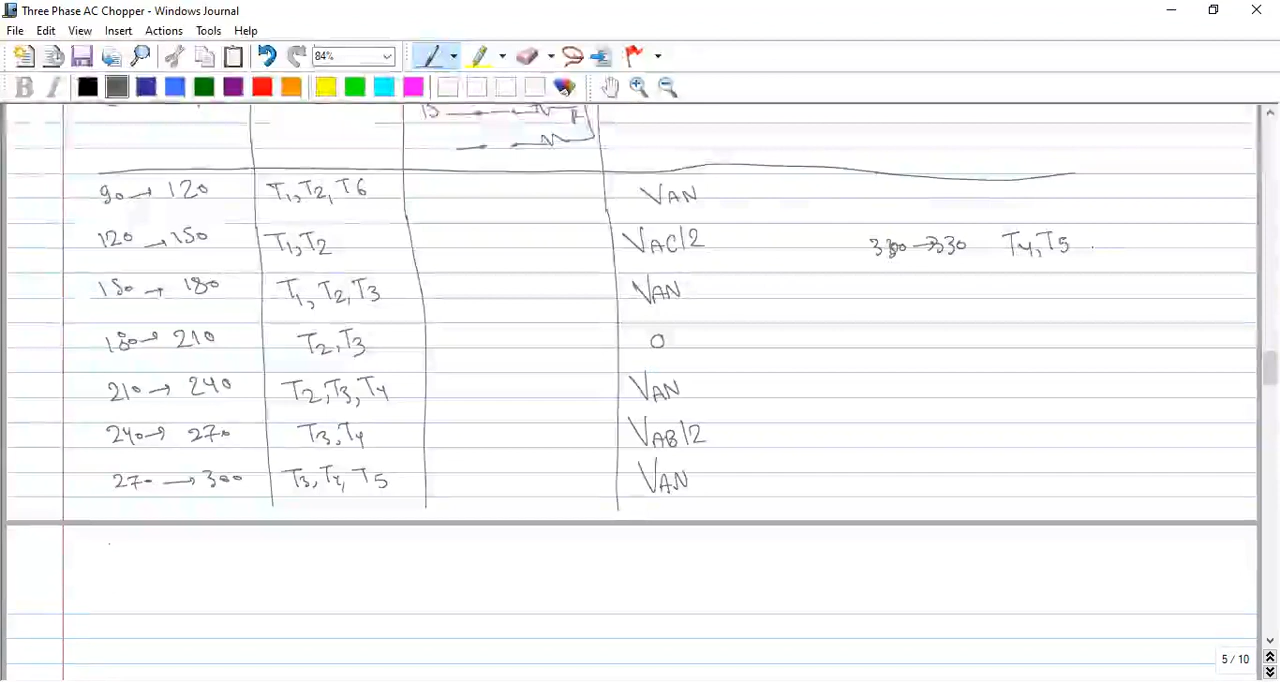 Three Phase AC Chopper - Windows Journal
File Edit View Insert Actions Tools Help
84%
B I
90 → 120 T1, T2, T6 VAN
120 → 150 T1, T2 VAC/2 → 330 T4, T5
150 → 180 T1, T2, T3 VAN
180 → 210 T2, T3 0
210 → 240 T2, T3, T4 VAN
240 → 270 T3, T4 VAB/2
270 → 300 T3, T4, T5 VAN
5 / 10